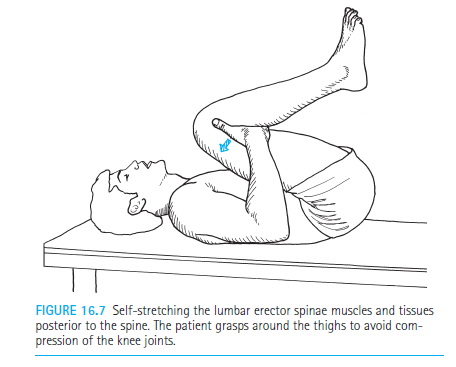 FIGURE 16.7 Self-stretching the lumbar erector spinae muscles and tissues
posterior to the spine. The patient grasps around the thighs to avoid com-
pression of the knee joints.